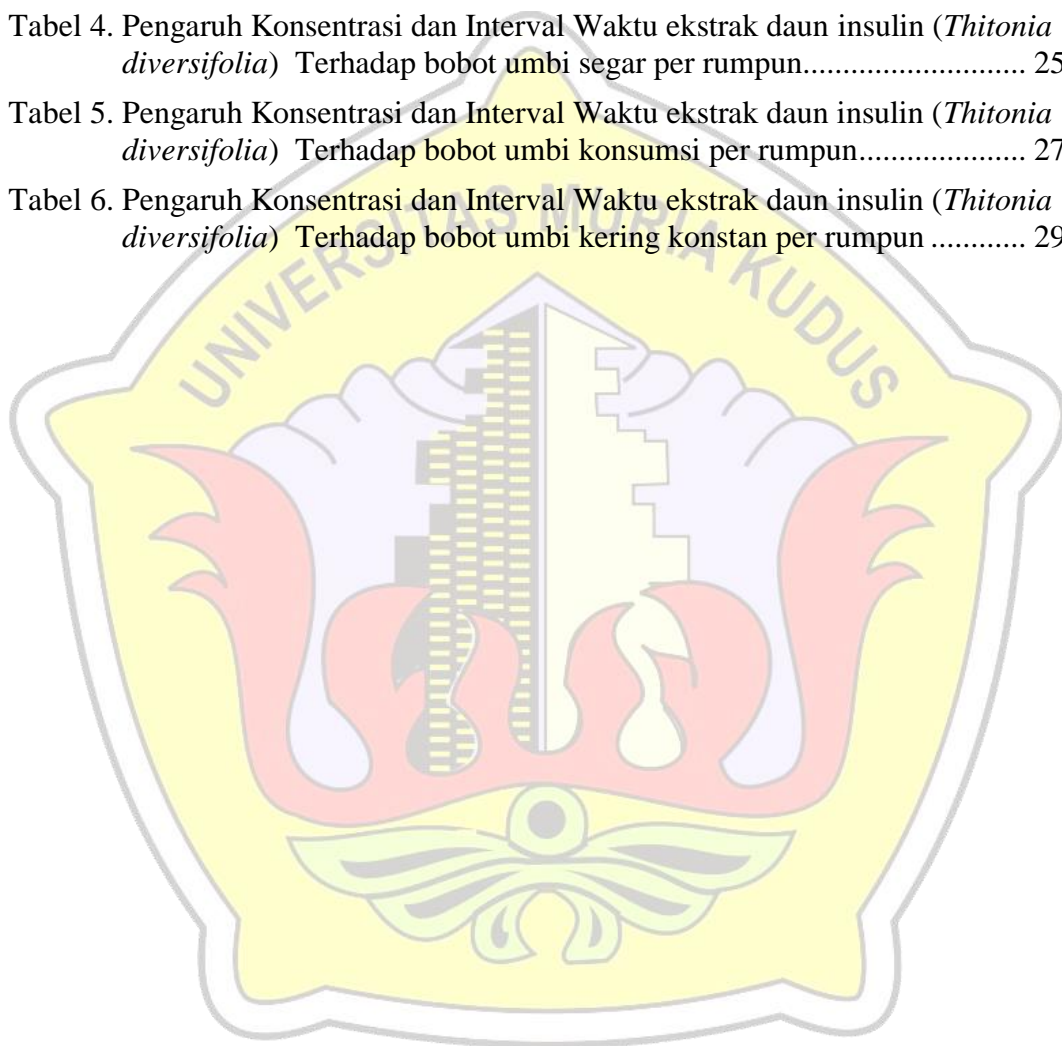 Tabel 4. Pengaruh Konsentrasi dan Interval Waktu ekstrak daun insulin (Thitonia
diversifolia) Terhadap bobot umbi segar per rumpun........................... 25
Tabel 5. Pengaruh Konsentrasi dan Interval Waktu ekstrak daun insulin (Thitonia
diversifolia) Terhadap bobot umbi konsumsi per rumpun.................... 27
Tabel 6. Pengaruh Konsentrasi dan Interval Waktu ekstrak daun insulin (Thitonia
diversifolia) Terhadap bobot umbi kering konstan per rumpun ............ 29
UNIVERSITAS MURIA KUDUS